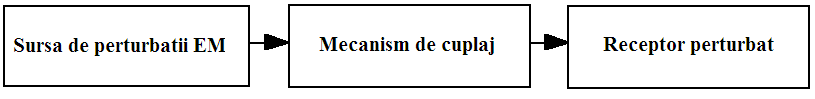 Sursa de perturbatii EM
Mecanism de cuplaj
Receptor perturbat